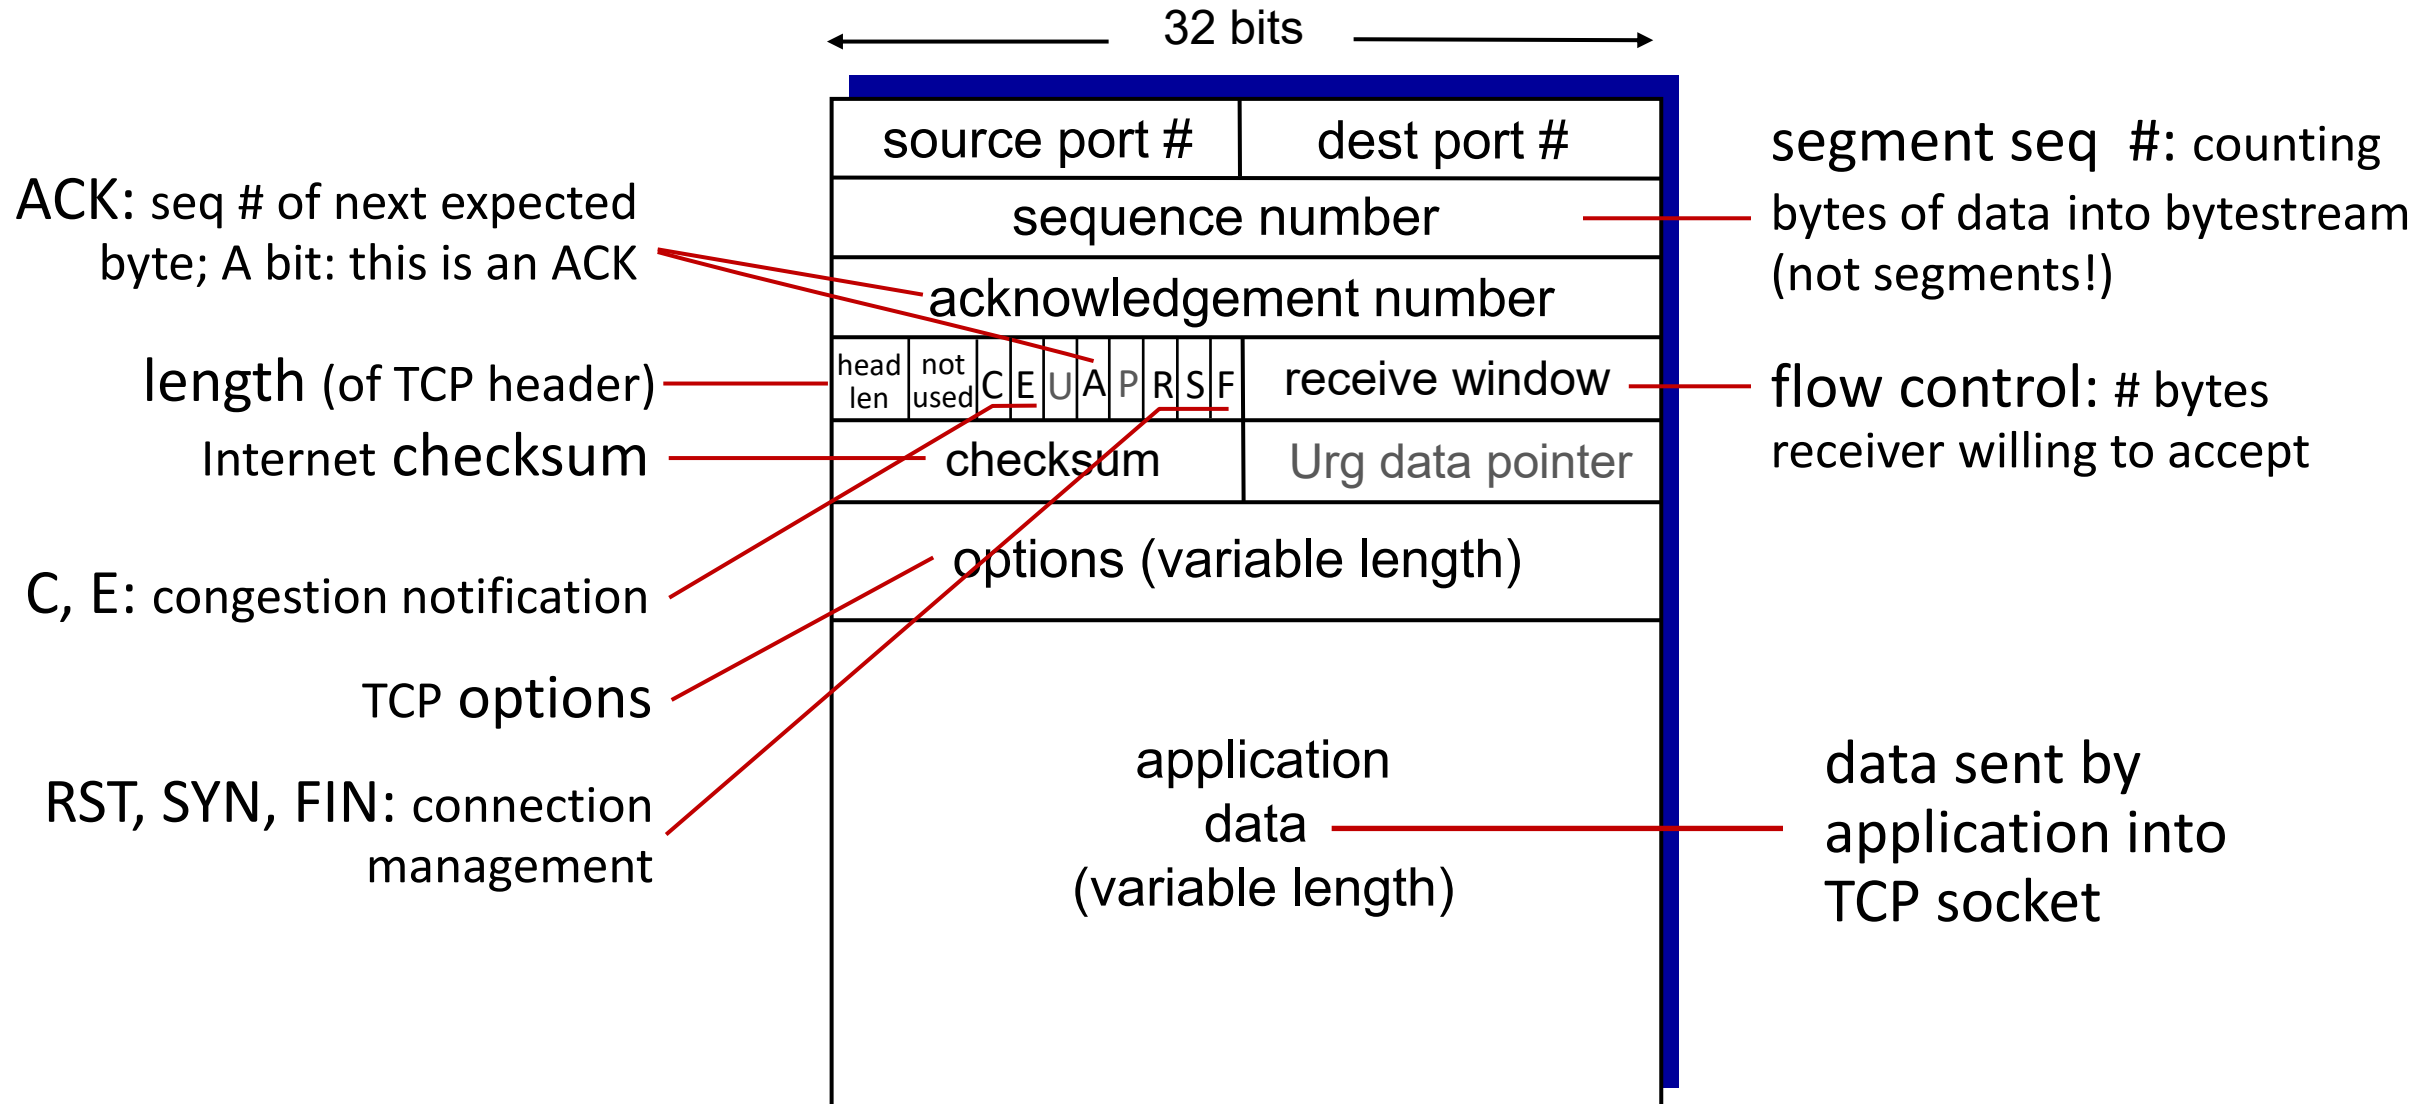 32 bits
source port #
dest port #
sequence number
acknowledgement number
head
len
not
used
C
E
U
A
P
R
S
F
receive window
checksum
Urg data pointer
options (variable length)
application
data
(variable length)
ACK: seq # of next expected
byte; A bit: this is an ACK
length (of TCP header)
Internet checksum
C, E: congestion notification
TCP options
RST, SYN, FIN: connection
management
segment seq #: counting
bytes of data into bytestream
(not segments!)
flow control: # bytes
receiver willing to accept
data sent by
application into
TCP socket